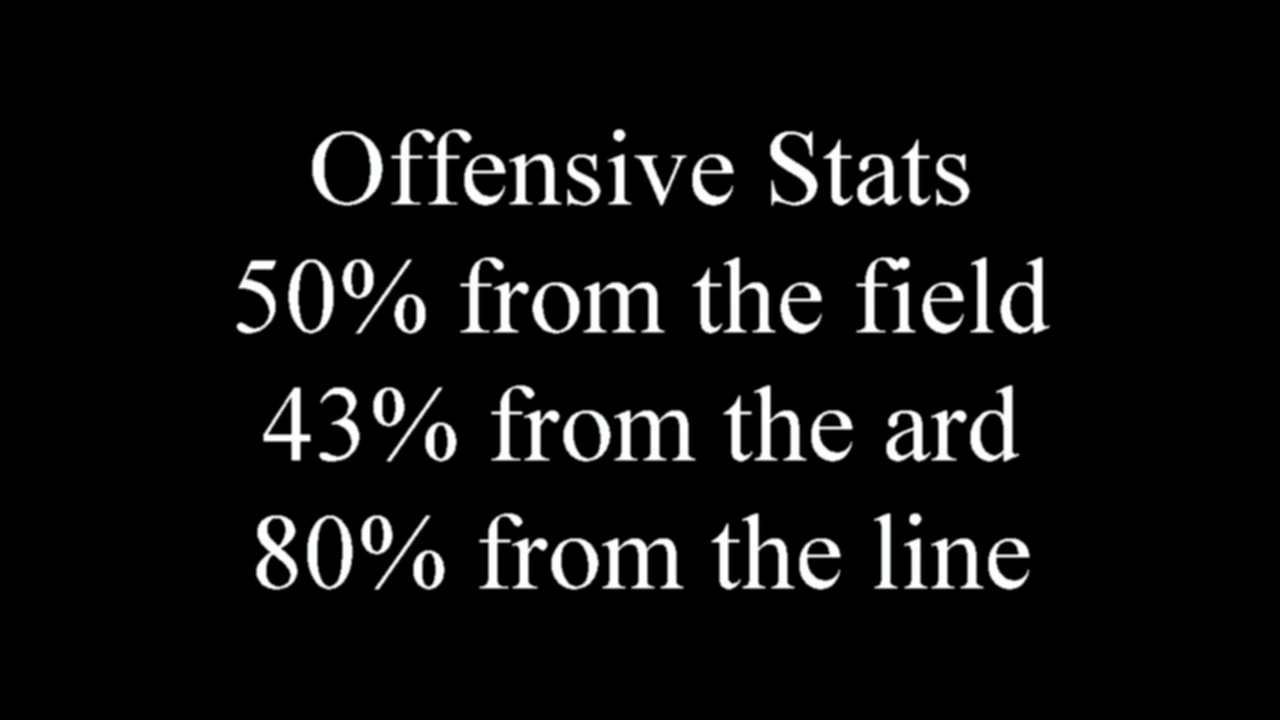 Offensive Stats
50% from the field
43% from the ard
80% from the line